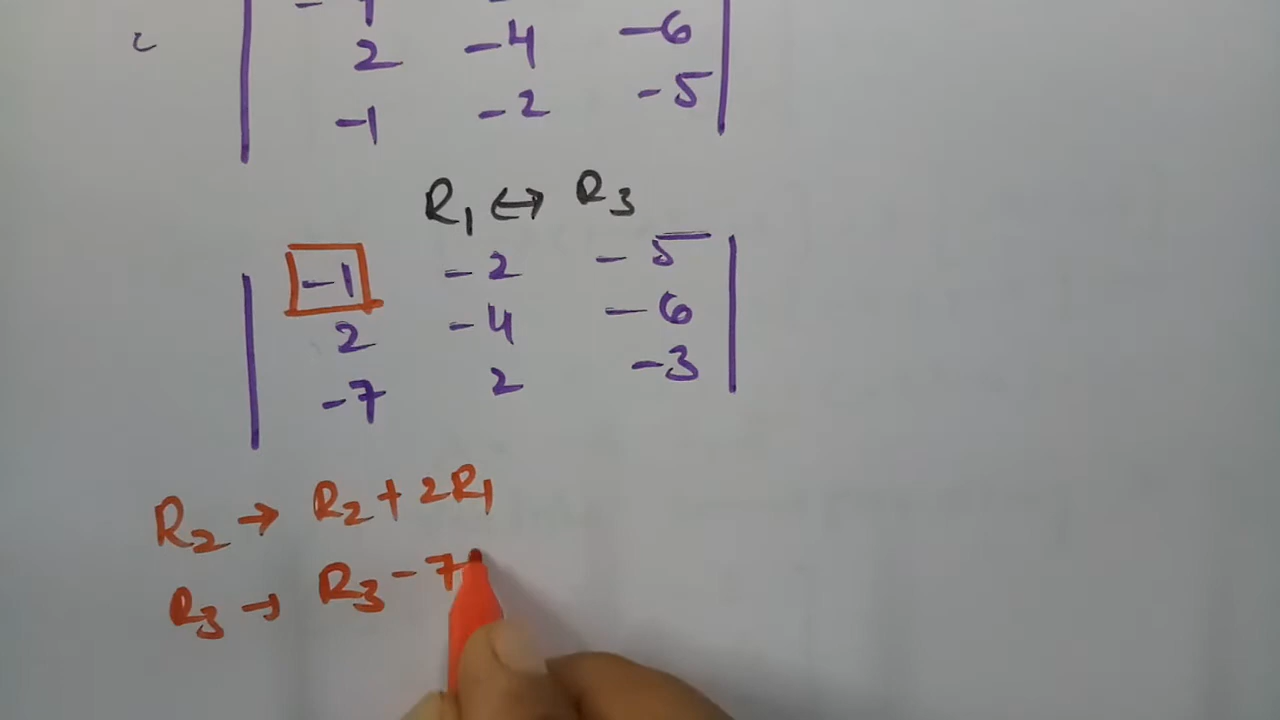 2 -4 -6
-1 -2 -5
R1 ↔ R3
-1 -2 -5
2 -4 -6
-7 2 -3
R2 → R2 + 2R1
R3 → R3 - 7